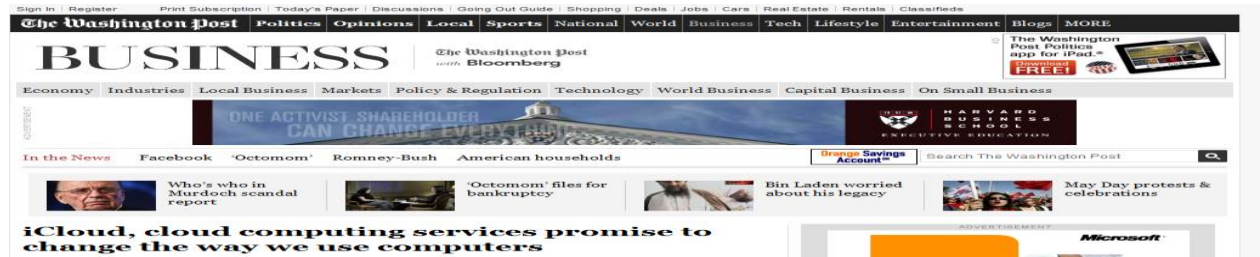 Sign In | Register Print Subscription | Today's Paper | Discussions | Going Out Guide | Shopping | Deals | Jobs | Cars | Real Estate | Rentals | Classifieds
The Washington Post Politics Opinions Local Sports National World Business Tech Lifestyle Entertainment Blogs MORE
BUSINESS
The Washington Post
with Bloomberg
The Washington
Post Politics
app for iPad.®
Download
FREE!
Economy Industries Local Business Markets Policy & Regulation Technology World Business Capital Business On Small Business
ADVERTISEMENT
ONE ACTIVIST SHAREHOLDER
CAN CHANGE EVERYTHING
HARVARD
BUSINESS
SCHOOL
EXECUTIVE EDUCATION
In the News Facebook 'Octomom' Romney-Bush American households
Orange Savings
Account℠
Search The Washington Post
Who's who in
Murdoch scandal
report
'Octomom' files for
bankruptcy
Bin Laden worried
about his legacy
May Day protests &
celebrations
iCloud, cloud computing services promise to
change the way we use computers
ADVERTISEMENT
Microsoft